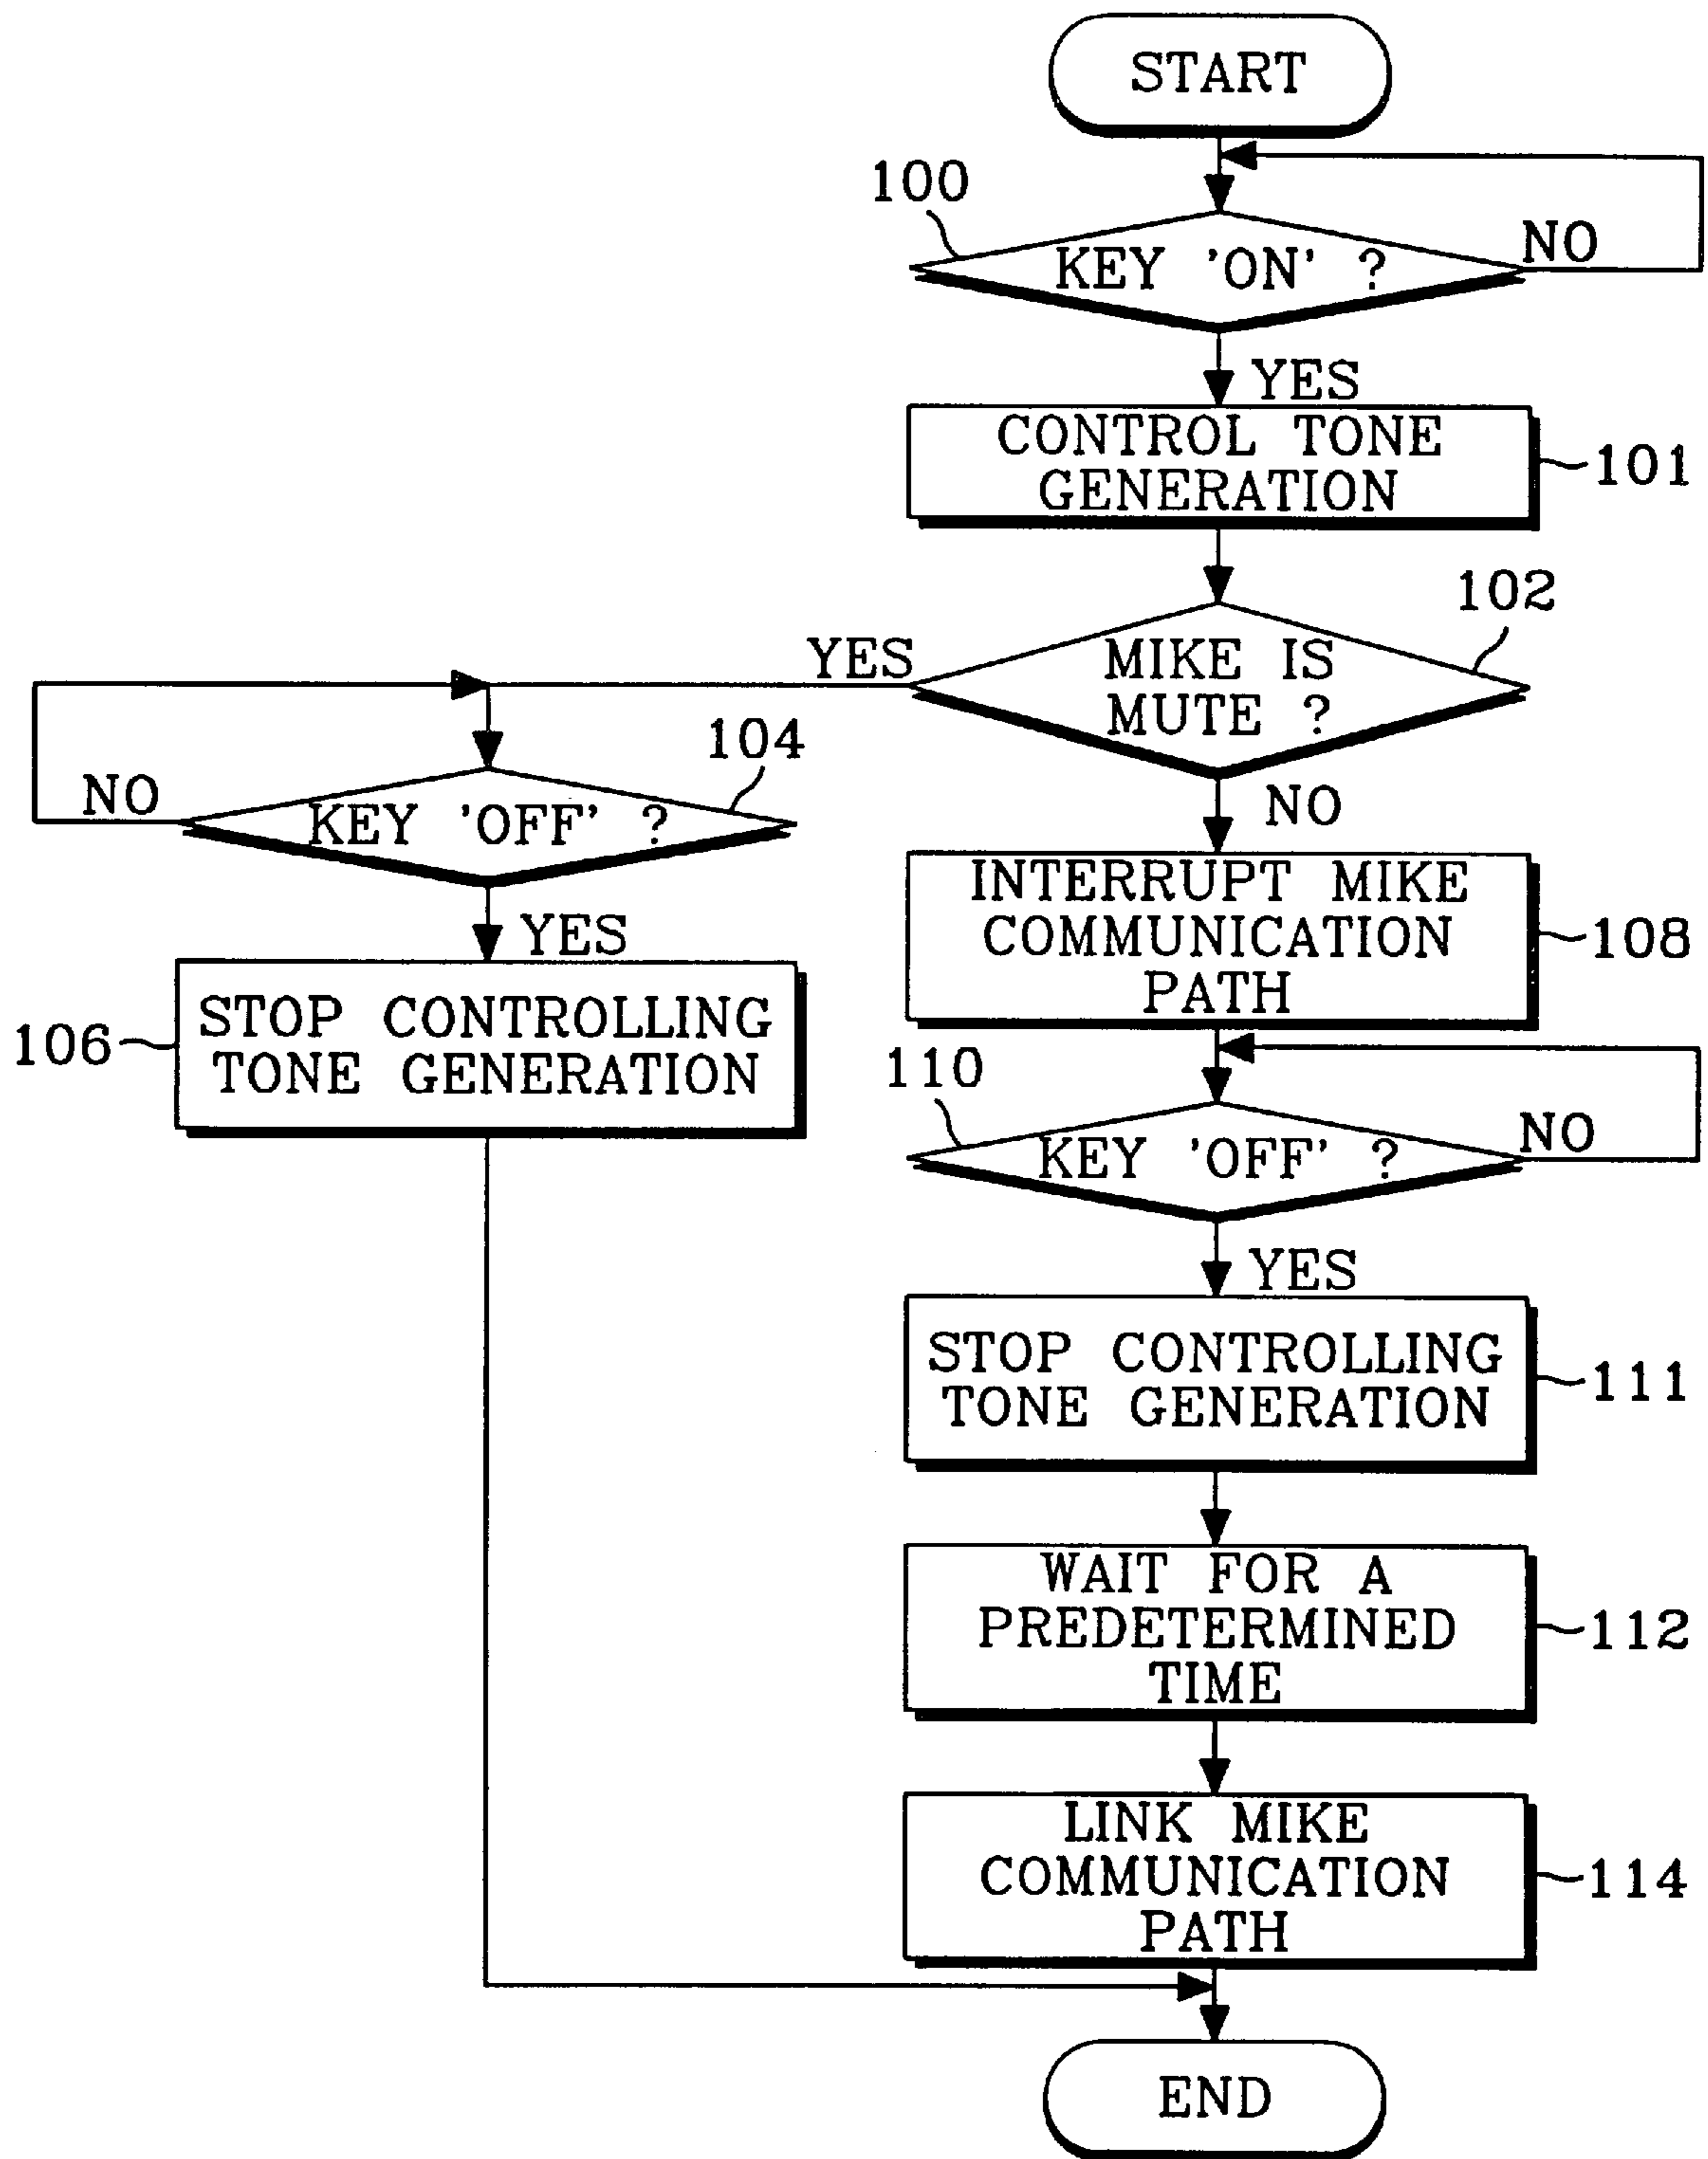 START
100
KEY 'ON' ?
NO
YES
CONTROL TONE
GENERATION
101
102
MIKE IS
MUTE ?
YES
NO
104
KEY 'OFF' ?
NO
YES
STOP CONTROLLING
TONE GENERATION
106
INTERRUPT MIKE
COMMUNICATION
PATH
108
110
KEY 'OFF' ?
NO
YES
STOP CONTROLLING
TONE GENERATION
111
WAIT FOR A
PREDETERMINED
TIME
112
LINK MIKE
COMMUNICATION
PATH
114
END